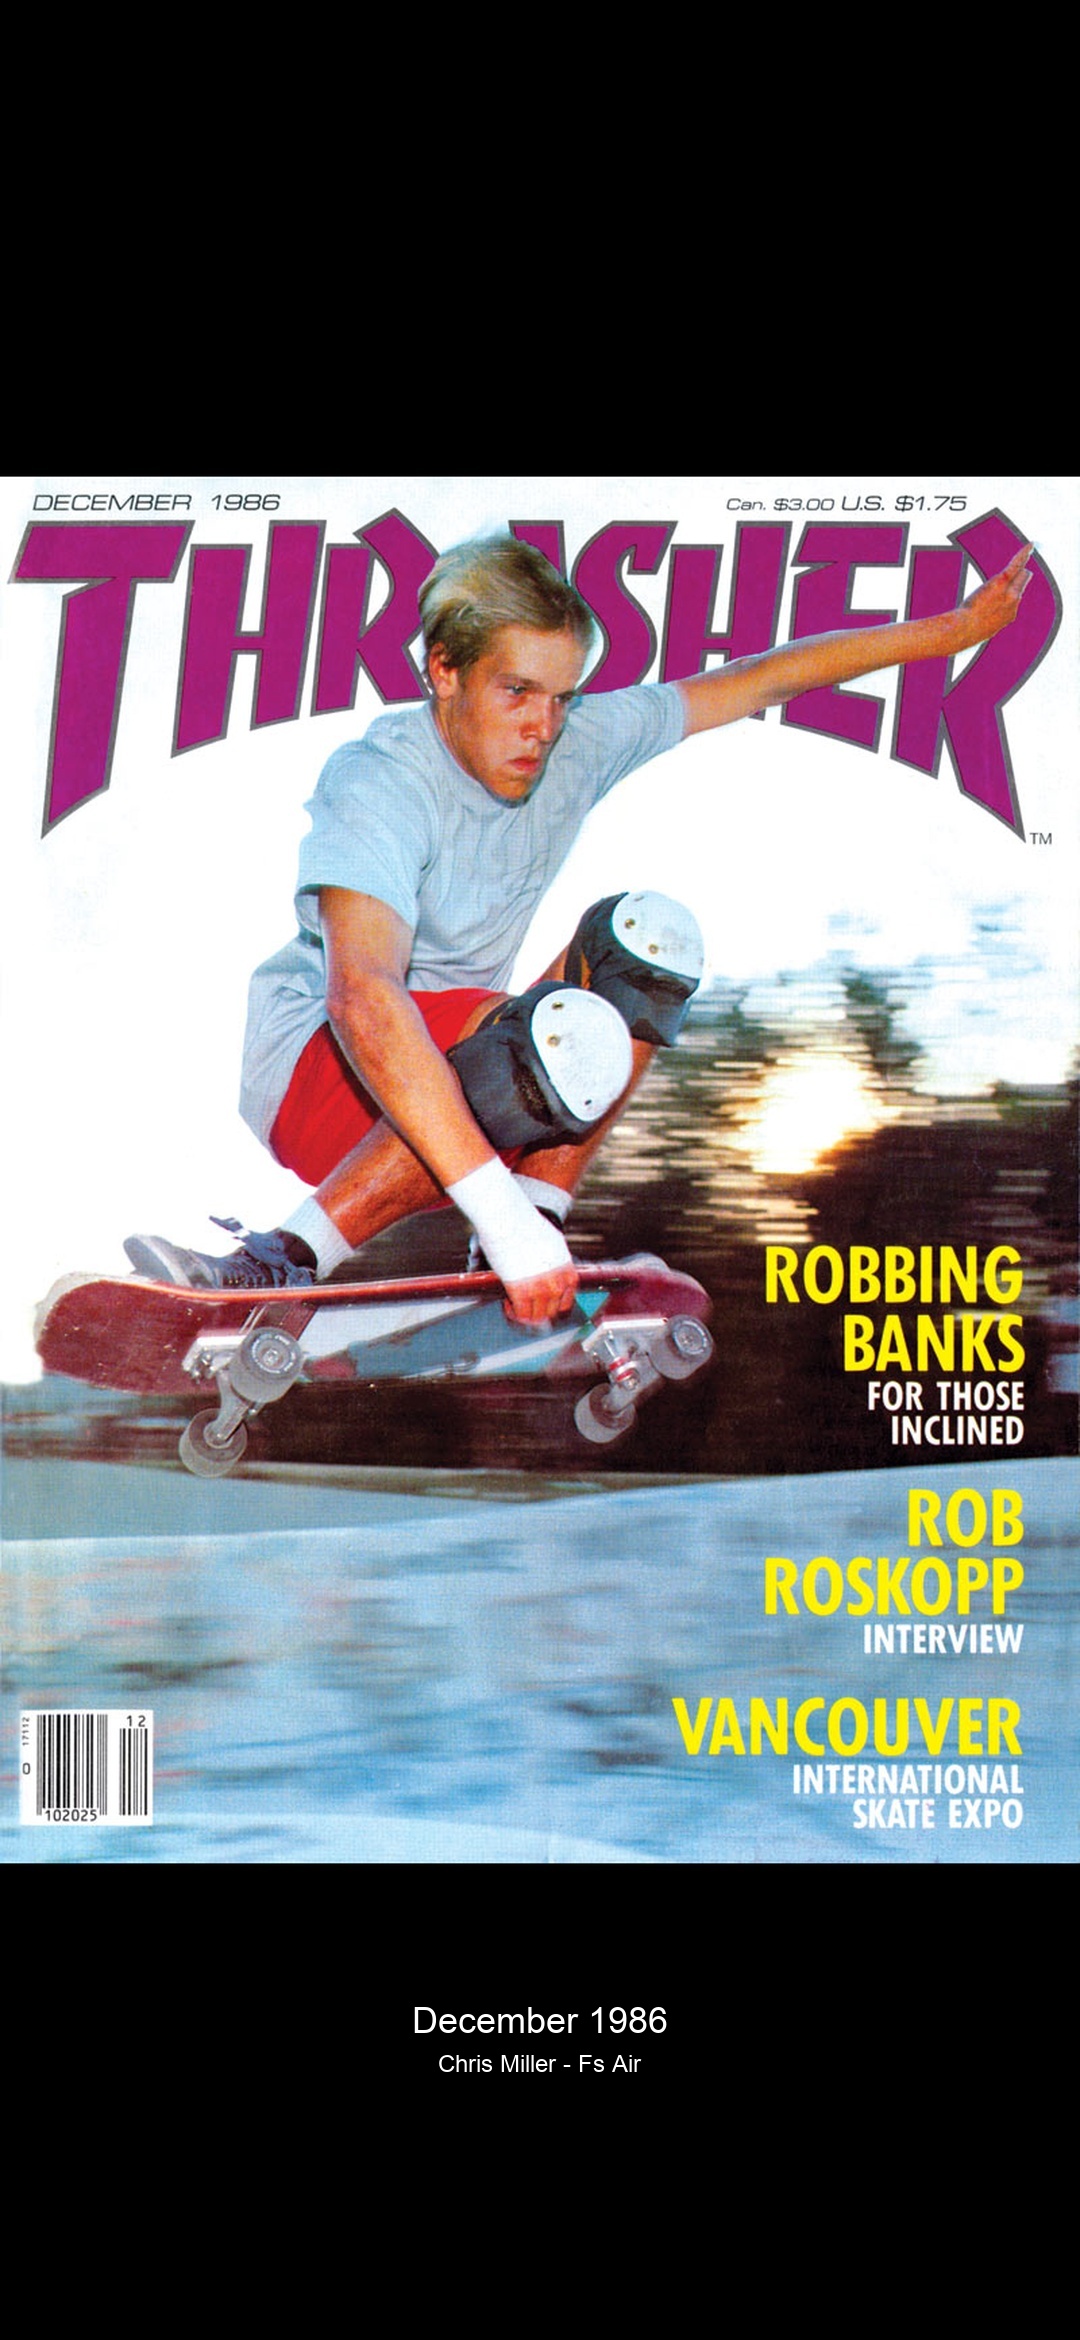 DECEMBER 1986
Can. $3.00 U.S. $1.75
THRASHER
TM
ROBBING
BANKS
FOR THOSE
INCLINED
ROB
ROSKOPP
INTERVIEW
VANCOUVER
INTERNATIONAL
SKATE EXPO
12
0 17112
102025
December 1986
Chris Miller - Fs Air